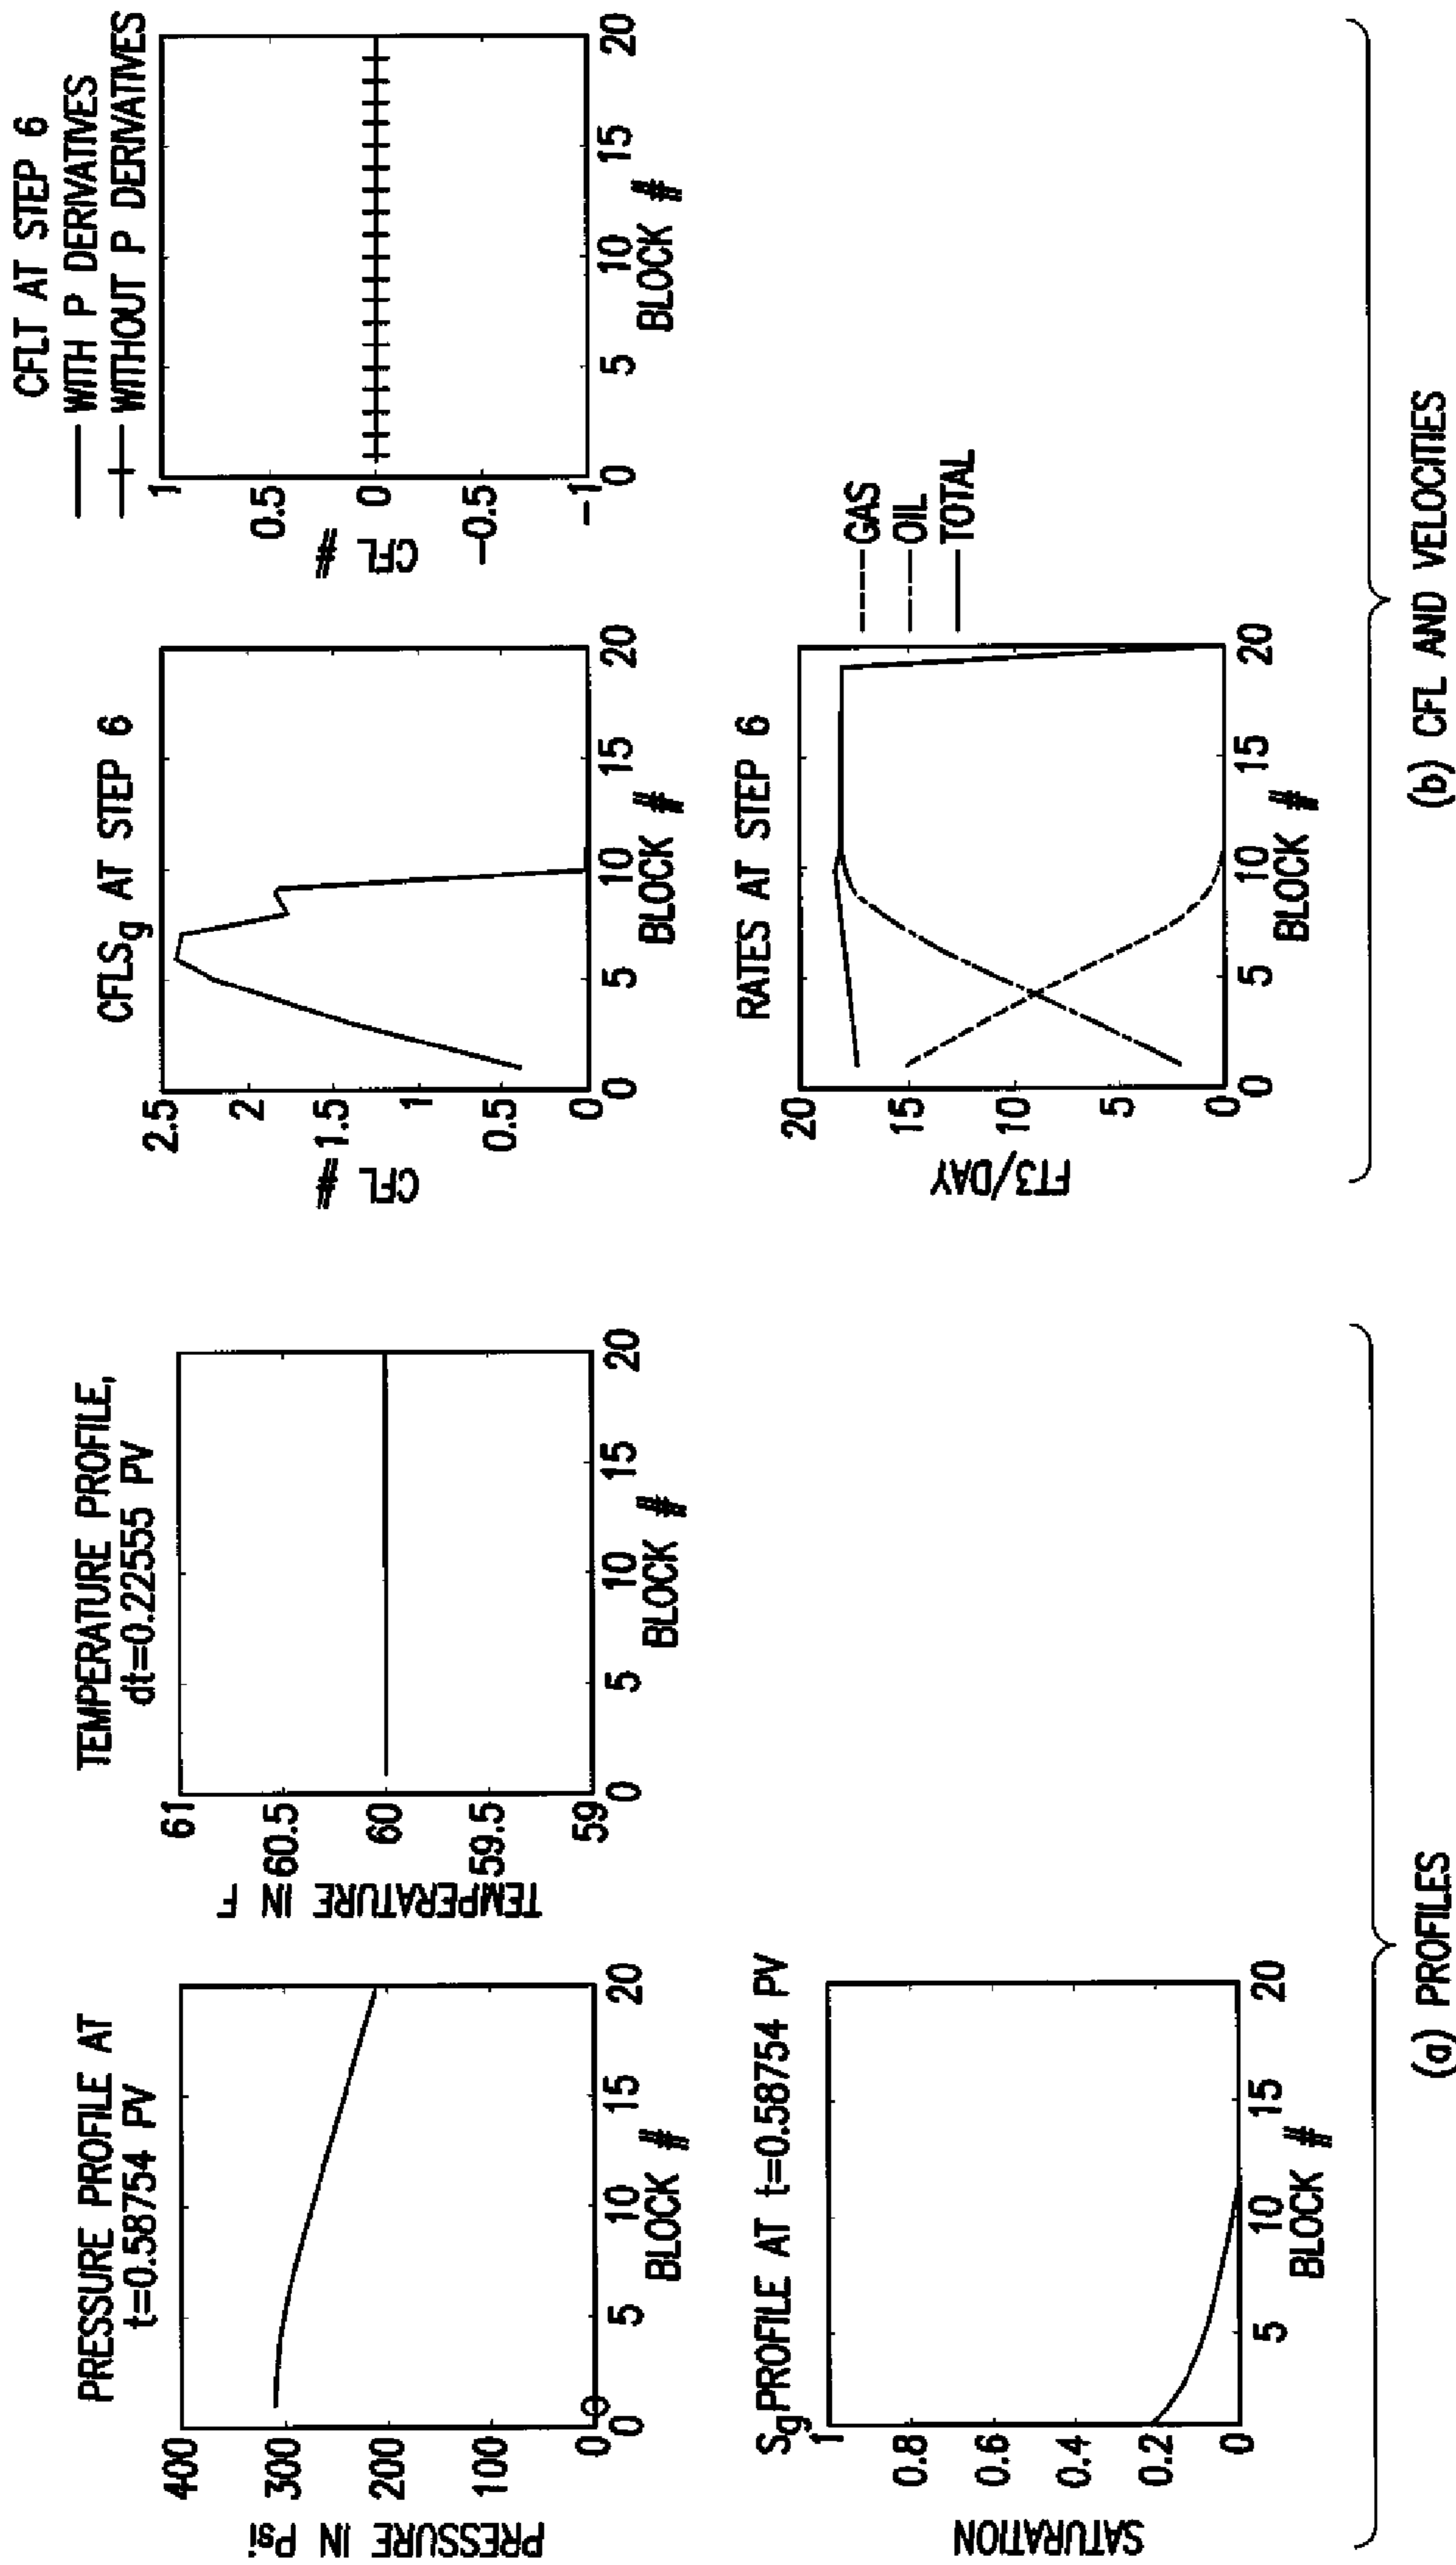 PRESSURE PROFILE AT
t=0.58754 PV
400
300
200
100
0
PRESSURE IN Psi
0 5 10 15 20
BLOCK #
TEMPERATURE PROFILE,
dt=0.22555 PV
61
60.5
60
59.5
59
TEMPERATURE IN F
0 5 10 15 20
BLOCK #
SgPROFILE AT t=0.58754 PV
1
0.8
0.6
0.4
0.2
0
SATURATION
5 10 15 20
BLOCK #
(a) PROFILES
CFLSg AT STEP 6
2.5
2
1.5
1
0.5
0
CFL #
0 5 10 15 20
BLOCK #
CFLT AT STEP 6
WITH P DERIVATIVES
WITHOUT P DERIVATIVES
1
0.5
0
-0.5
-1
CFL #
0 5 10 15 20
BLOCK #
RATES AT STEP 6
20
15
10
5
0
FT3/DAY
0 5 10 15 20
BLOCK #
GAS
OIL
TOTAL
(b) CFL AND VELOCITIES